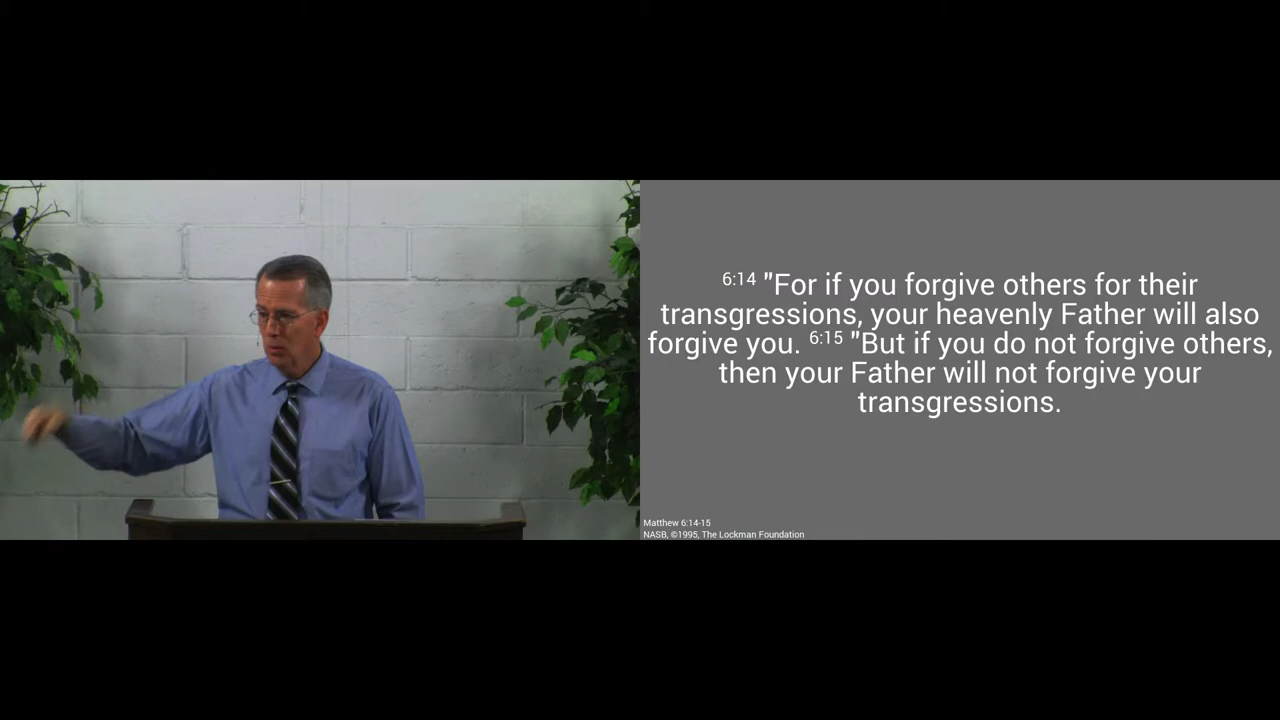 6:14 "For if you forgive others for their
transgressions, your heavenly Father will also
forgive you. 6:15 "But if you do not forgive others,
then your Father will not forgive your
transgressions.
Matthew 6:14-15
NASB, ©1995, The Lockman Foundation